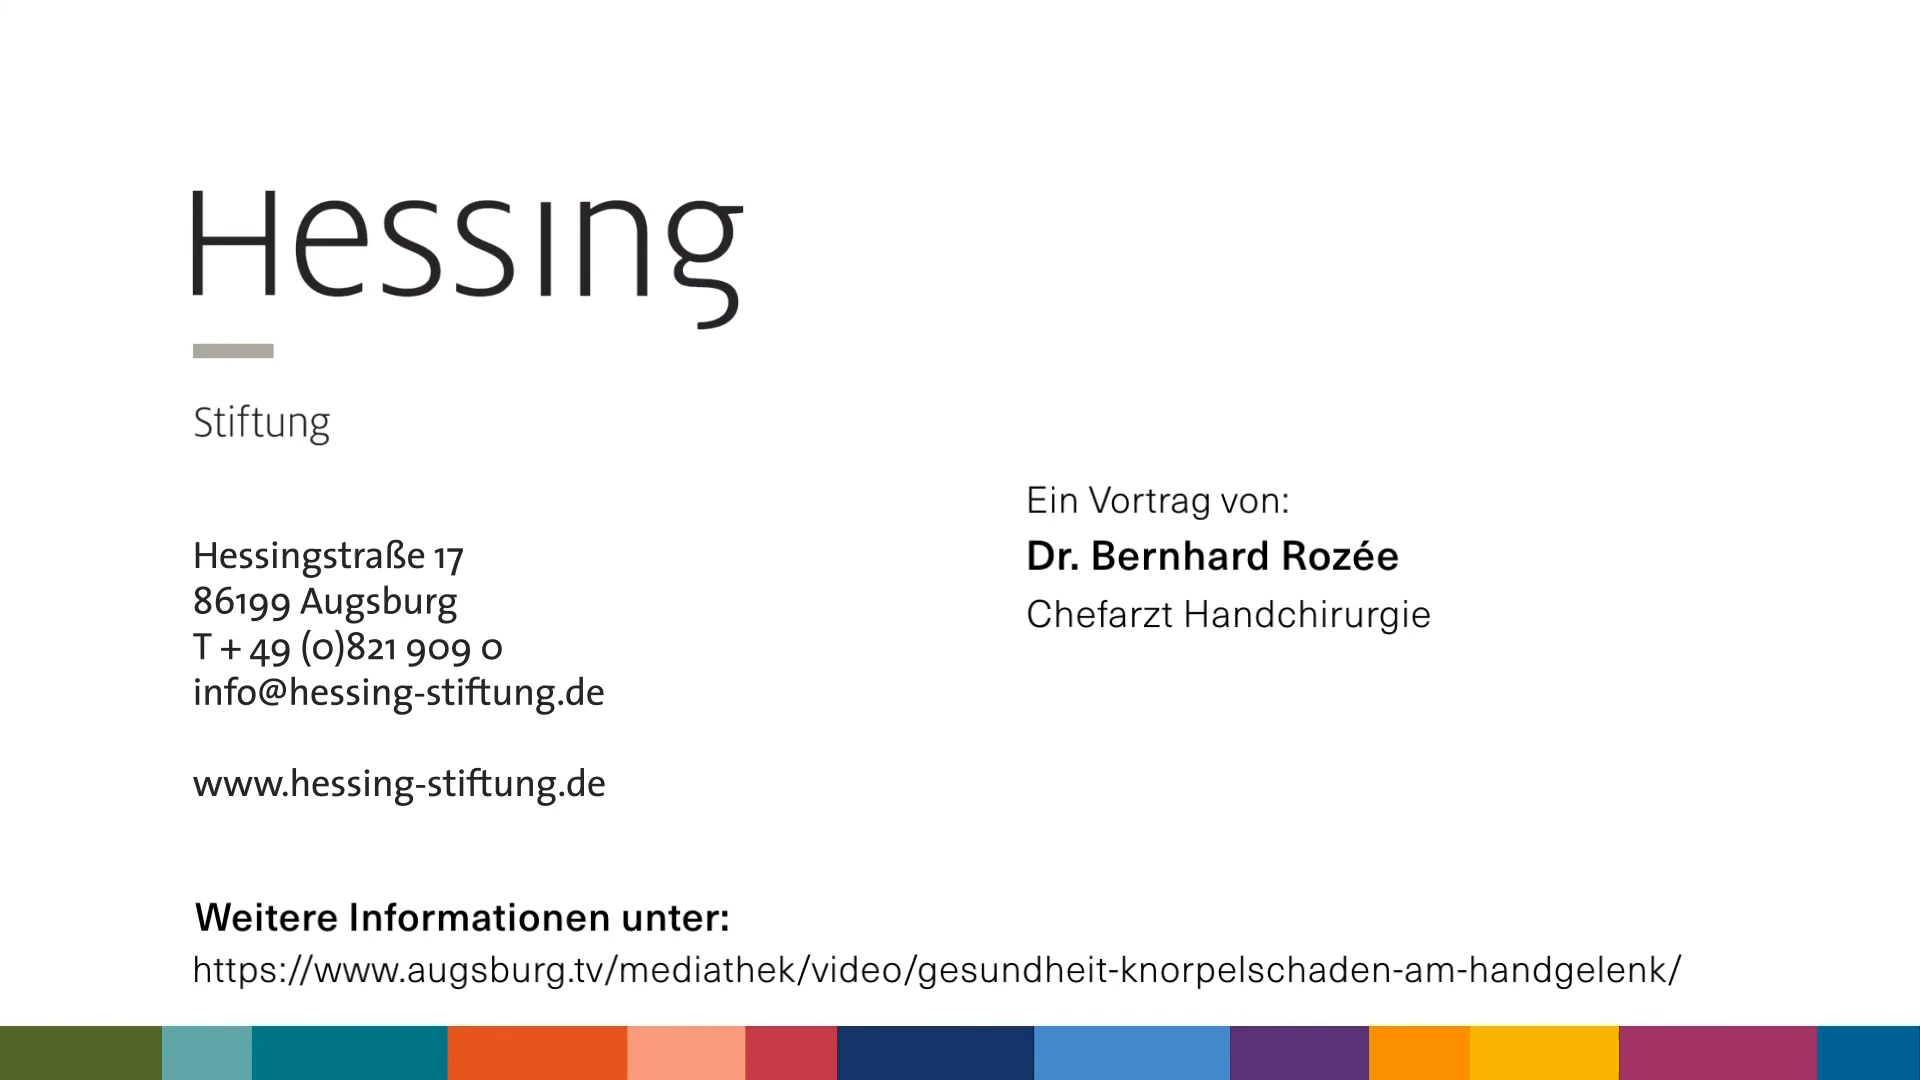 Hessing
Stiftung
Hessingstraße 17
86199 Augsburg
T + 49 (0)821 909 0
info@hessing-stiftung.de
www.hessing-stiftung.de
Ein Vortrag von:
Dr. Bernhard Rozée
Chefarzt Handchirurgie
Weitere Informationen unter:
https://www.augsburg.tv/mediathek/video/gesundheit-knorpelschaden-am-handgelenk/